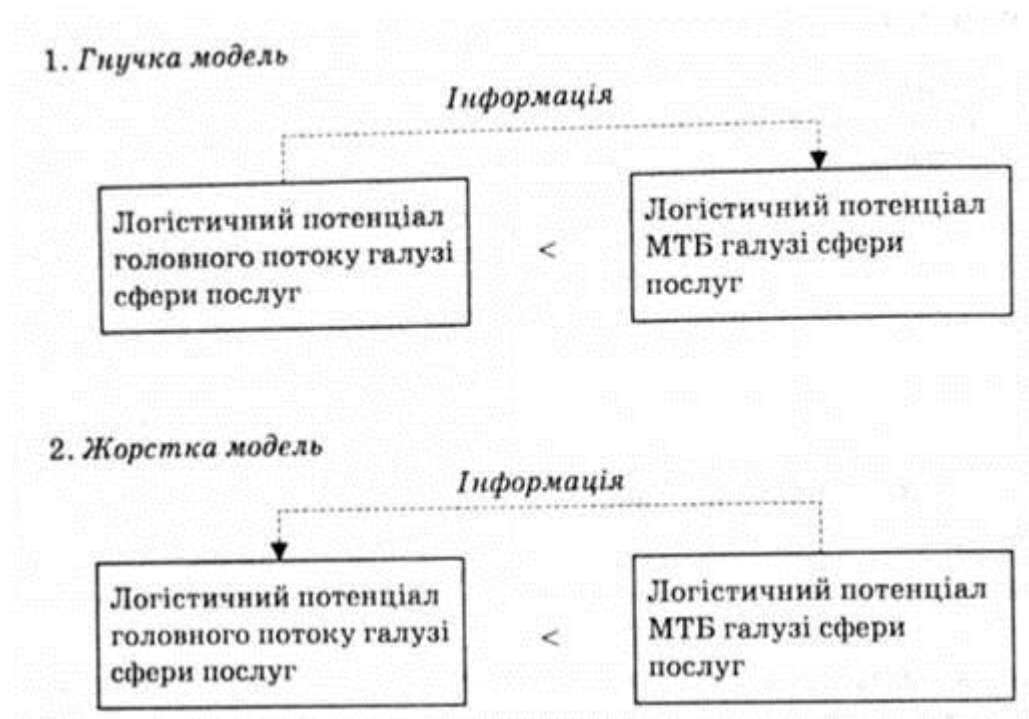 1. Гнучка модель
Інформація
Логістичний потенціал
головного потоку галузі
сфери послуг
<
Логістичний потенціал
МТБ галузі сфери
послуг
2. Жорстка модель
Інформація
Логістичний потенціал
головного потоку галузі
сфери послуг
<
Логістичний потенціал
МТБ галузі сфери
послуг